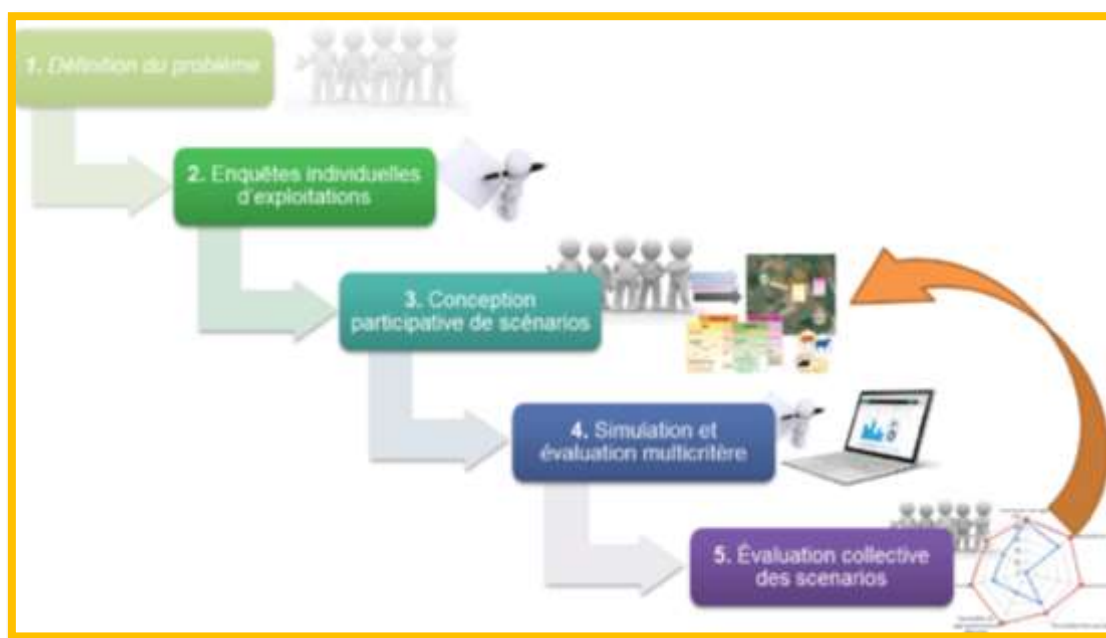 1. Définition du problème
2. Enquêtes individuelles
d'exploitations
3. Conception
participative de scénarios
4. Simulation et
évaluation multicritère
5. Évaluation collective
des scenarios